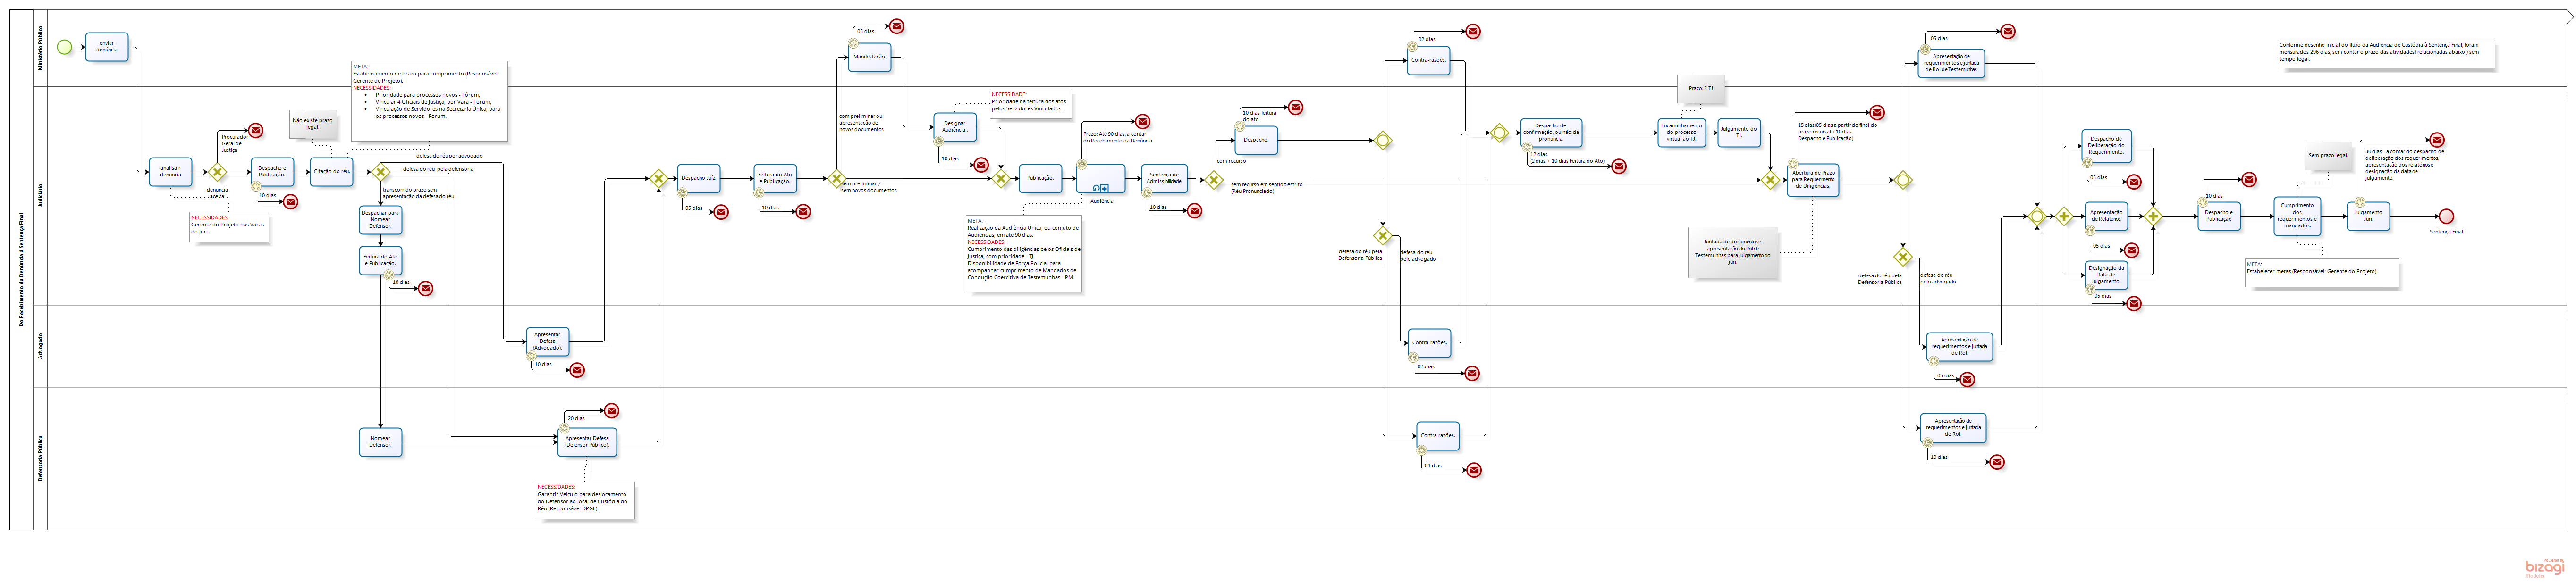 Do Recebimento da Denúncia à Sentença Final
Ministério Público
Judiciário
Advogado
Defensoria Pública
enviar
denúncia
META:
Estabelecimento de Prazo para cumprimento (Responsável:
Gerente de Projeto).
NECESSIDADES:
Prioridade para processos novos - Fórum;
Vincular 4 Oficiais de Justiça, por Vara - Fórum;
Vinculação de Servidores na Secretaria Única, para
os processos novos - Fórum.
Não existe prazo
legal.
Procurador
Geral de
Justiça
analisar
denuncia
denuncia
aceita
NECESSIDADES:
Gerente do Projeto nas Varas
do Juri.
Despacho e
Publicação.
10 dias
Citação do réu.
defesa do réu por advogado
defesa do réu pela defensoria
transcorrido prazo sem
apresentação da defesa do réu
Despachar para
Nomear
Defensor.
Feitura do Ato
e Publicação.
10 dias
Nomear
Defensor.
Apresentar
Defesa
(Advogado).
10 dias
20 dias
Apresentar Defesa
(Defensor Público).
NECESSIDADES:
Garantir Veículo para deslocamento
do Defensor ao local de Custódia do
Réu (Responsável DPGE).
Despacho Juiz.
05 dias
Feitura do Ato
e Publicação.
10 dias
com preliminar ou
apresentação de
novos documentos
sem preliminar /
sem novos documentos
05 dias
Manifestação.
Designar
Audiência .
10 dias
NECESSIDADE:
Prioridade na feitura dos atos
pelos Servidores Vinculados.
Publicação.
Prazo: Até 90 dias, a contar
do Recebimento da Denúncia
Audiência
META:
Realização da Audiência Única, ou conjuto de
Audiências, em até 90 dias.
NECESSIDADES:
Cumprimento das diligências pelos Oficiais de
Justiça, com prioridade - TJ.
Disponibilidade de Força Policial para
acompanhar cumprimento de Mandados de
Condução Coercitiva de Testemunhas - PM.
Sentença de
Admissibilidade.
10 dias
com recurso
sem recurso em sentido estrito
(Réu Pronunciado)
10 dias feitura
do ato
Despacho.
02 dias
Contra-razões.
defesa do réu pela
Defensoria Pública
defesa do réu
pelo advogado
Contra-razões.
02 dias
Contra razões.
04 dias
Despacho de
confirmação, ou não da
pronuncia.
12 dias
(2 dias + 10 dias Feitura do Ato)
Prazo: ? TJ
Encaminhamento
do processo
virtual ao TJ.
Julgamento do
TJ.
15 dias(05 dias a partir do final do
prazo recursal +10dias
Despacho e Publicação)
Abertura de Prazo
para Requerimento
de Diligências.
Juntada de documentos e
apresentação do Rol de
Testemunhas para julgamento do
Juri.
05 dias
Apresentação de
requerimentos e juntada
de Rol de Testemunhas
defesa do réu pela
Defensoria Pública
defesa do réu
pelo advogado
Apresentação de
requerimentos e juntada
de Rol.
05 dias
Apresentação de
requerimentos e juntada
de Rol.
10 dias
Despacho de
Deliberação do
Requerimento.
05 dias
Apresentação
de Relatórios.
05 dias
Designação da
Data de
Julgamento.
05 dias
10 dias
Despacho e
Publicação
Sem prazo legal.
Cumprimento
dos
requerimentos e
mandados.
META:
Estabelecer metas (Responsável: Gerente do Projeto).
30 dias - a contar do despacho de
deliberação dos requerimentos,
apresentação dos relatórios e
designação da data de
julgamento.
Julgamento
Juri.
Sentença Final
Conforme desenho inicial do fluxo da Audiência de Custódia à Sentença Final, foram
mensurados 296 dias, sem contar o prazo das atividades( relacionadas abaixo ) sem
tempo legal.
Powered by
bizagi
Modeler